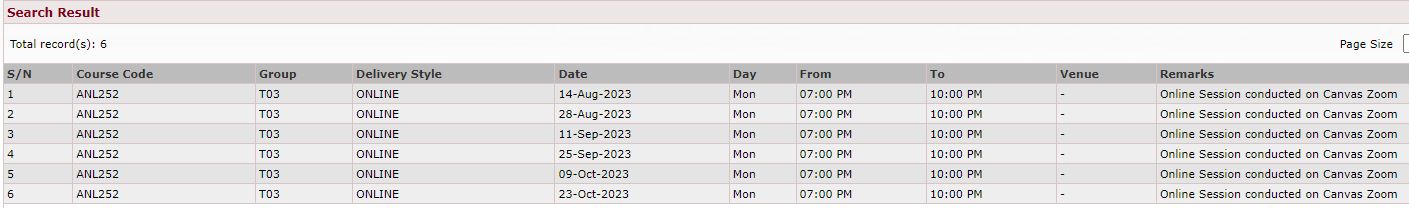 Search Result
Total record(s): 6 Page Size
S/N Course Code Group Delivery Style Date Day From To Venue Remarks
1 ANL252 T03 ONLINE 14-Aug-2023 Mon 07:00 PM 10:00 PM - Online Session conducted on Canvas Zoom
2 ANL252 T03 ONLINE 28-Aug-2023 Mon 07:00 PM 10:00 PM - Online Session conducted on Canvas Zoom
3 ANL252 T03 ONLINE 11-Sep-2023 Mon 07:00 PM 10:00 PM - Online Session conducted on Canvas Zoom
4 ANL252 T03 ONLINE 25-Sep-2023 Mon 07:00 PM 10:00 PM - Online Session conducted on Canvas Zoom
5 ANL252 T03 ONLINE 09-Oct-2023 Mon 07:00 PM 10:00 PM - Online Session conducted on Canvas Zoom
6 ANL252 T03 ONLINE 23-Oct-2023 Mon 07:00 PM 10:00 PM - Online Session conducted on Canvas Zoom